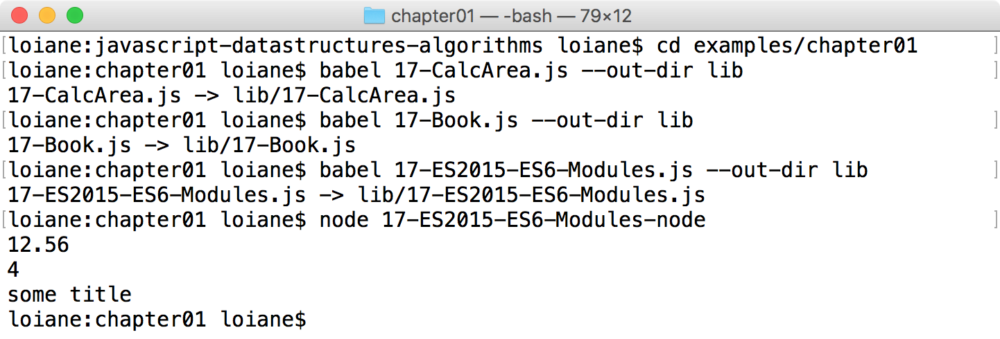 chapter01 — -bash — 79×12
[loiane:javascript-datastructures-algorithms loiane$ cd examples/chapter01 ]
[loiane:chapter01 loiane$ babel 17-CalcArea.js --out-dir lib ]
17-CalcArea.js -> lib/17-CalcArea.js
[loiane:chapter01 loiane$ babel 17-Book.js --out-dir lib ]
17-Book.js -> lib/17-Book.js
[loiane:chapter01 loiane$ babel 17-ES2015-ES6-Modules.js --out-dir lib ]
17-ES2015-ES6-Modules.js -> lib/17-ES2015-ES6-Modules.js
[loiane:chapter01 loiane$ node 17-ES2015-ES6-Modules-node ]
12.56
4
some title
loiane:chapter01 loiane$